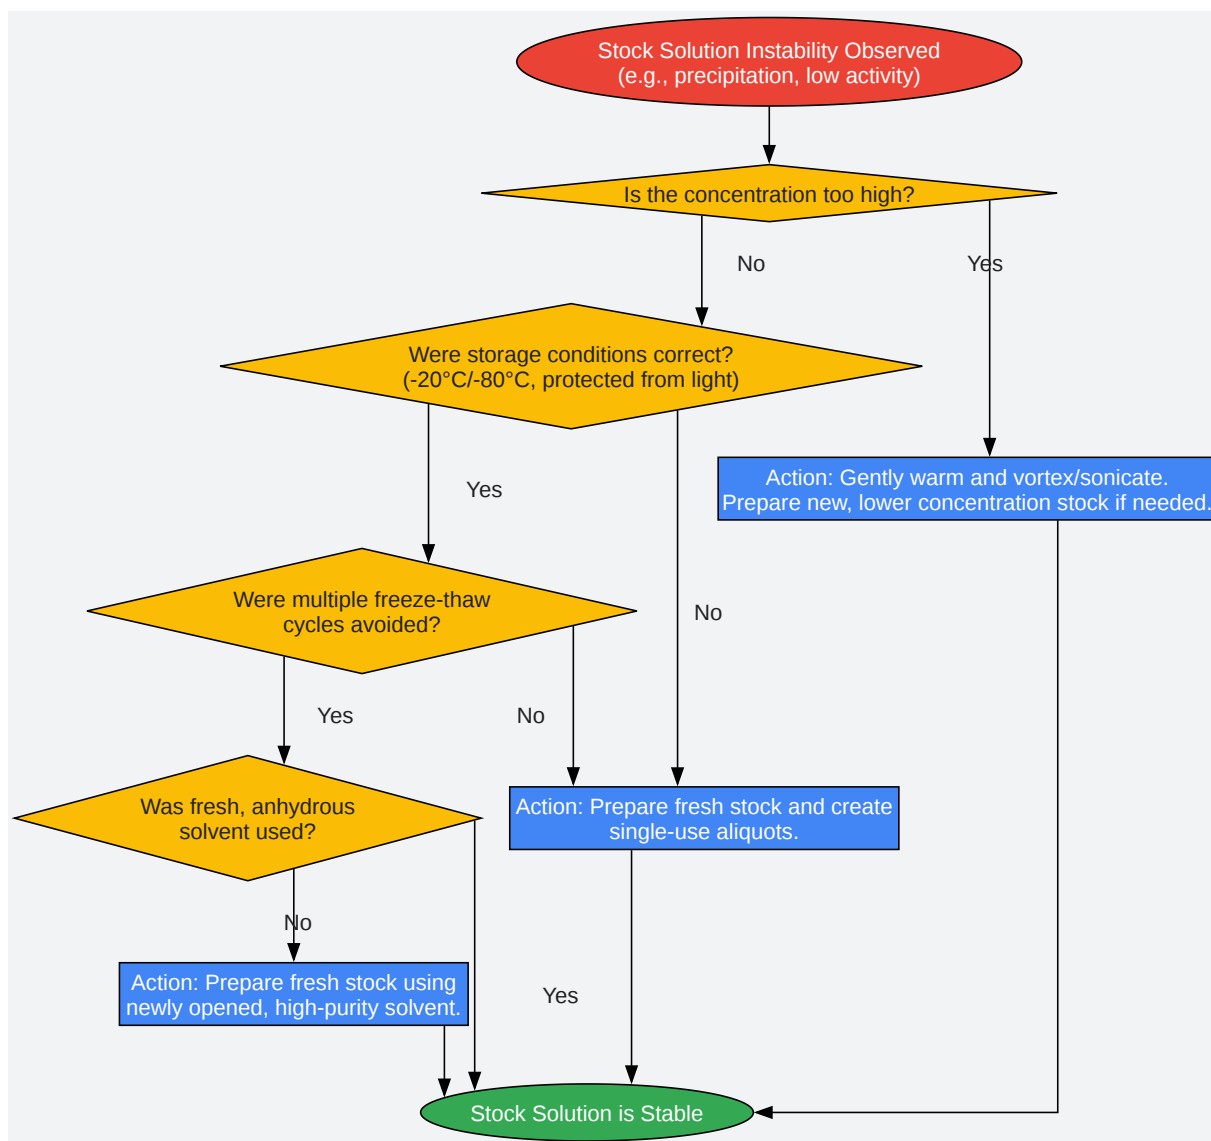 Stock Solution Instability Observed
(e.g., precipitation, low activity)
Is the concentration too high?
No
Yes
Were storage conditions correct?
(-20°C/-80°C, protected from light)
Action: Gently warm and vortex/sonicate.
Prepare new, lower concentration stock if needed.
Yes
Were multiple freeze-thaw
cycles avoided?
No
Yes
No
Was fresh, anhydrous
solvent used?
Action: Prepare fresh stock and create
single-use aliquots.
No
Action: Prepare fresh stock using
newly opened, high-purity solvent.
Yes
Stock Solution is Stable